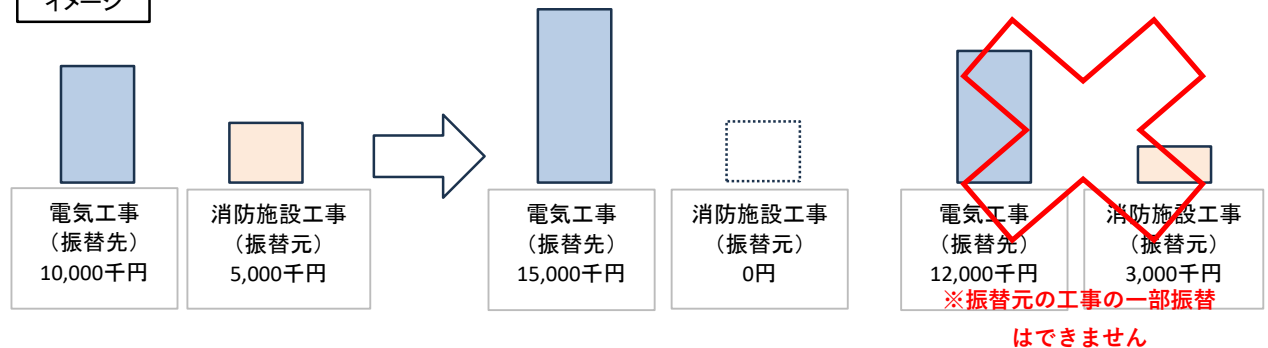 イメージ
電気工事
（振替先）
10,000千円
消防施設工事
（振替元）
5,000千円
電気工事
（振替先）
15,000千円
消防施設工事
（振替元）
0円
電気工事
（振替先）
12,000千円
消防施設工事
（振替元）
3,000千円
※振替元の工事の一部振替
はできません